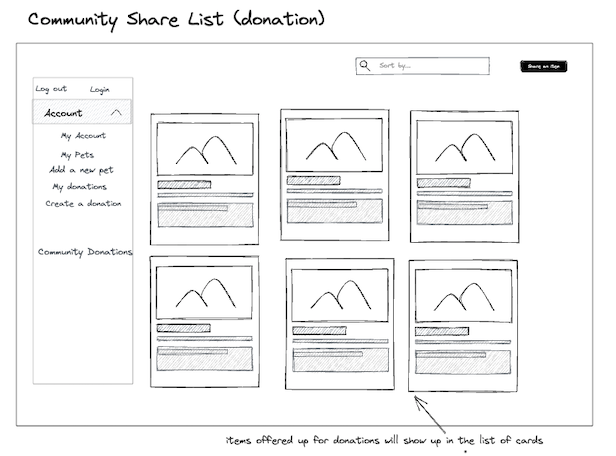 Community Share List (donation)
Sort by...
Share an item
Log out Login
Account
My Account
My Pets
Add a new pet
My donations
Create a donation
Community Donations
items offered up for donations will show up in the list of cards